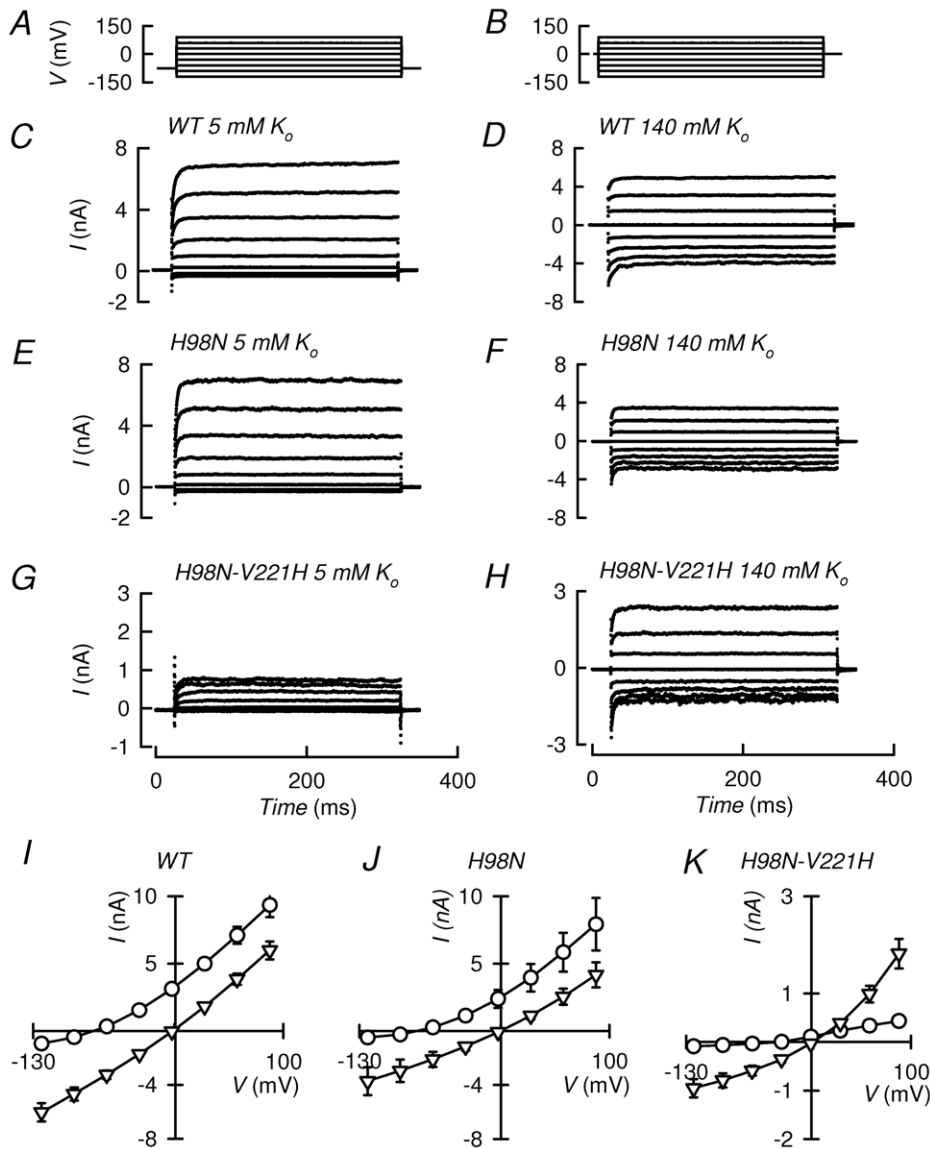 A
B
V (mV)
150
0
-150
150
0
-150
C
WT 5 mM Ko
D
WT 140 mM Ko
I (nA)
8
4
0
-2
8
4
0
-4
-8
E
H98N 5 mM Ko
F
H98N 140 mM Ko
I (nA)
8
4
0
-2
8
4
0
-4
-8
G
H98N-V221H 5 mM Ko
H
H98N-V221H 140 mM Ko
I (nA)
3
2
1
0
-1
3
0
-3
0 200 400
Time (ms)
0 200 400
Time (ms)
I
WT
J
H98N
K
H98N-V221H
I (nA)
10
5
-4
-8
-130
100
V (mV)
I (nA)
10
5
-4
-8
-130
100
V (mV)
I (nA)
3
1
-1
-2
-130
100
V (mV)